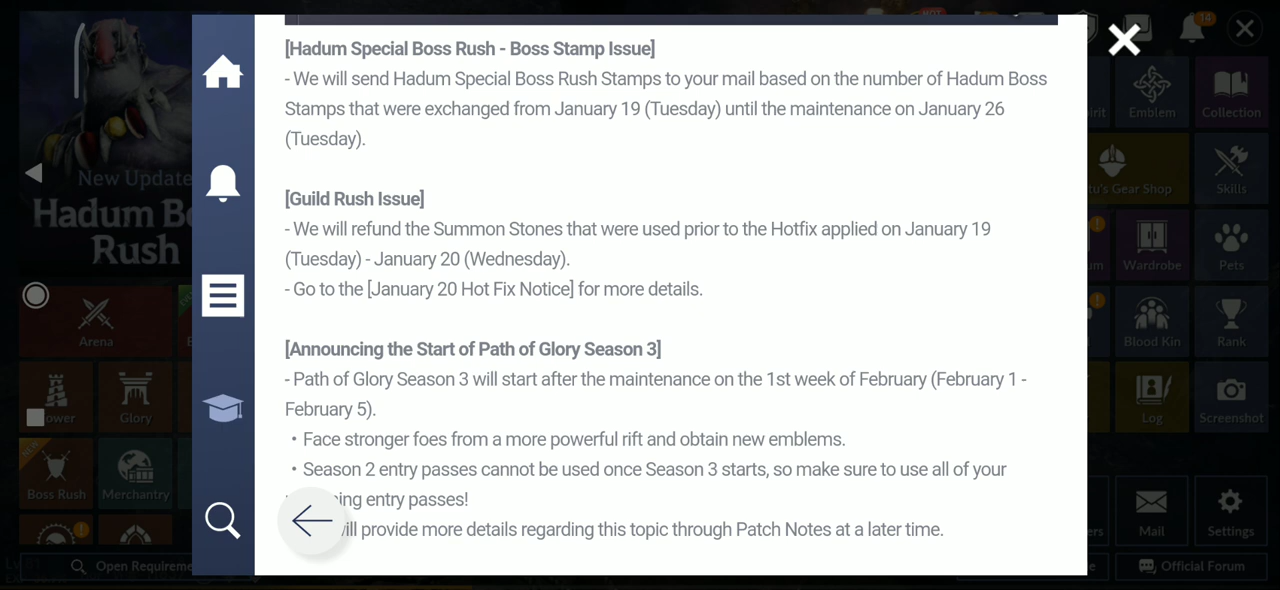 [Hadum Special Boss Rush - Boss Stamp Issue]
- We will send Hadum Special Boss Rush Stamps to your mail based on the number of Hadum Boss
Stamps that were exchanged from January 19 (Tuesday) until the maintenance on January 26
(Tuesday).
[Guild Rush Issue]
- We will refund the Summon Stones that were used prior to the Hotfix applied on January 19
(Tuesday) - January 20 (Wednesday).
- Go to the [January 20 Hot Fix Notice] for more details.
[Announcing the Start of Path of Glory Season 3]
- Path of Glory Season 3 will start after the maintenance on the 1st week of February (February 1 -
February 5).
• Face stronger foes from a more powerful rift and obtain new emblems.
• Season 2 entry passes cannot be used once Season 3 starts, so make sure to use all of your
entry passes!
provide more details regarding this topic through Patch Notes at a later time.
New Update
Hadum
Rush
Arena
Glory
NEW
Boss Rush
Merchantry
Open
HOT
14
Emblem
Collection
Gear Shop
Skills
Wardrobe
Pets
Blood Kin
Rank
Log
Screenshot
Mail
Settings
Official Forum